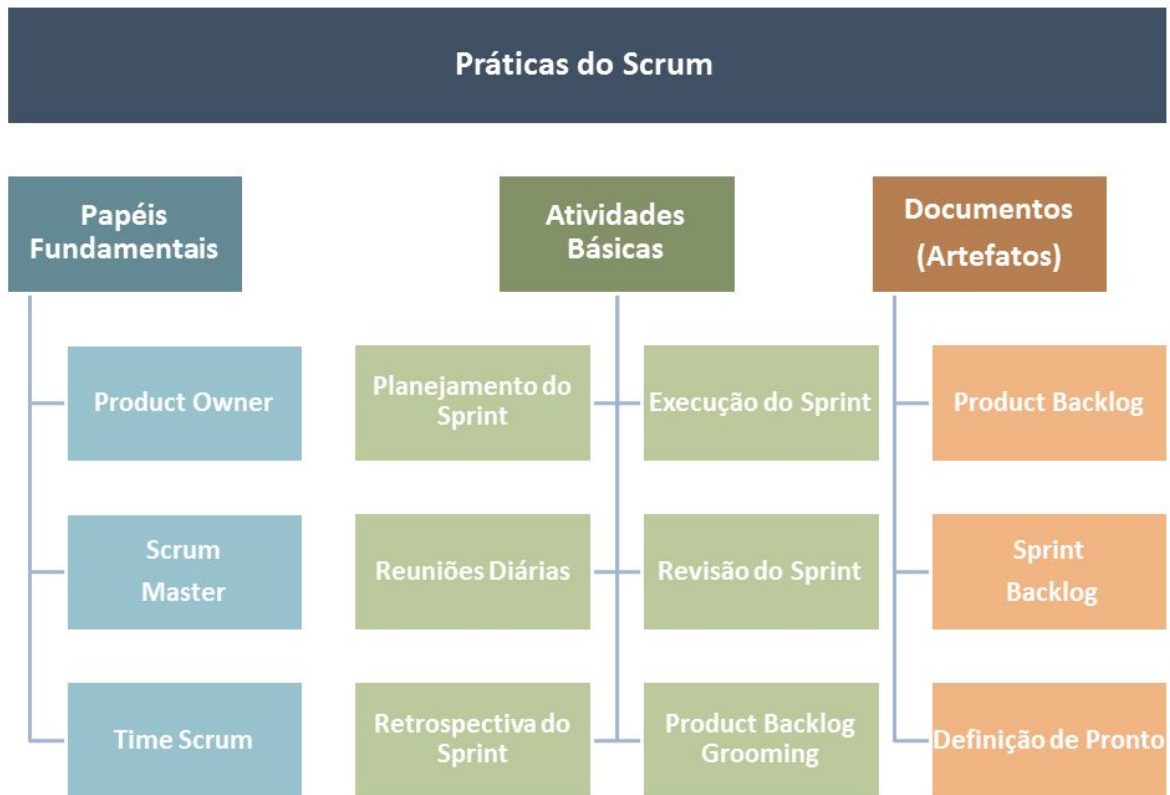 Práticas do Scrum
Papéis
Fundamentais
Atividades
Básicas
Documentos
(Artefatos)
Product Owner
Planejamento do
Sprint
Execução do Sprint
Product Backlog
Scrum
Master
Reuniões Diárias
Revisão do Sprint
Sprint
Backlog
Time Scrum
Retrospectiva do
Sprint
Product Backlog
Grooming
Definição de Pronto